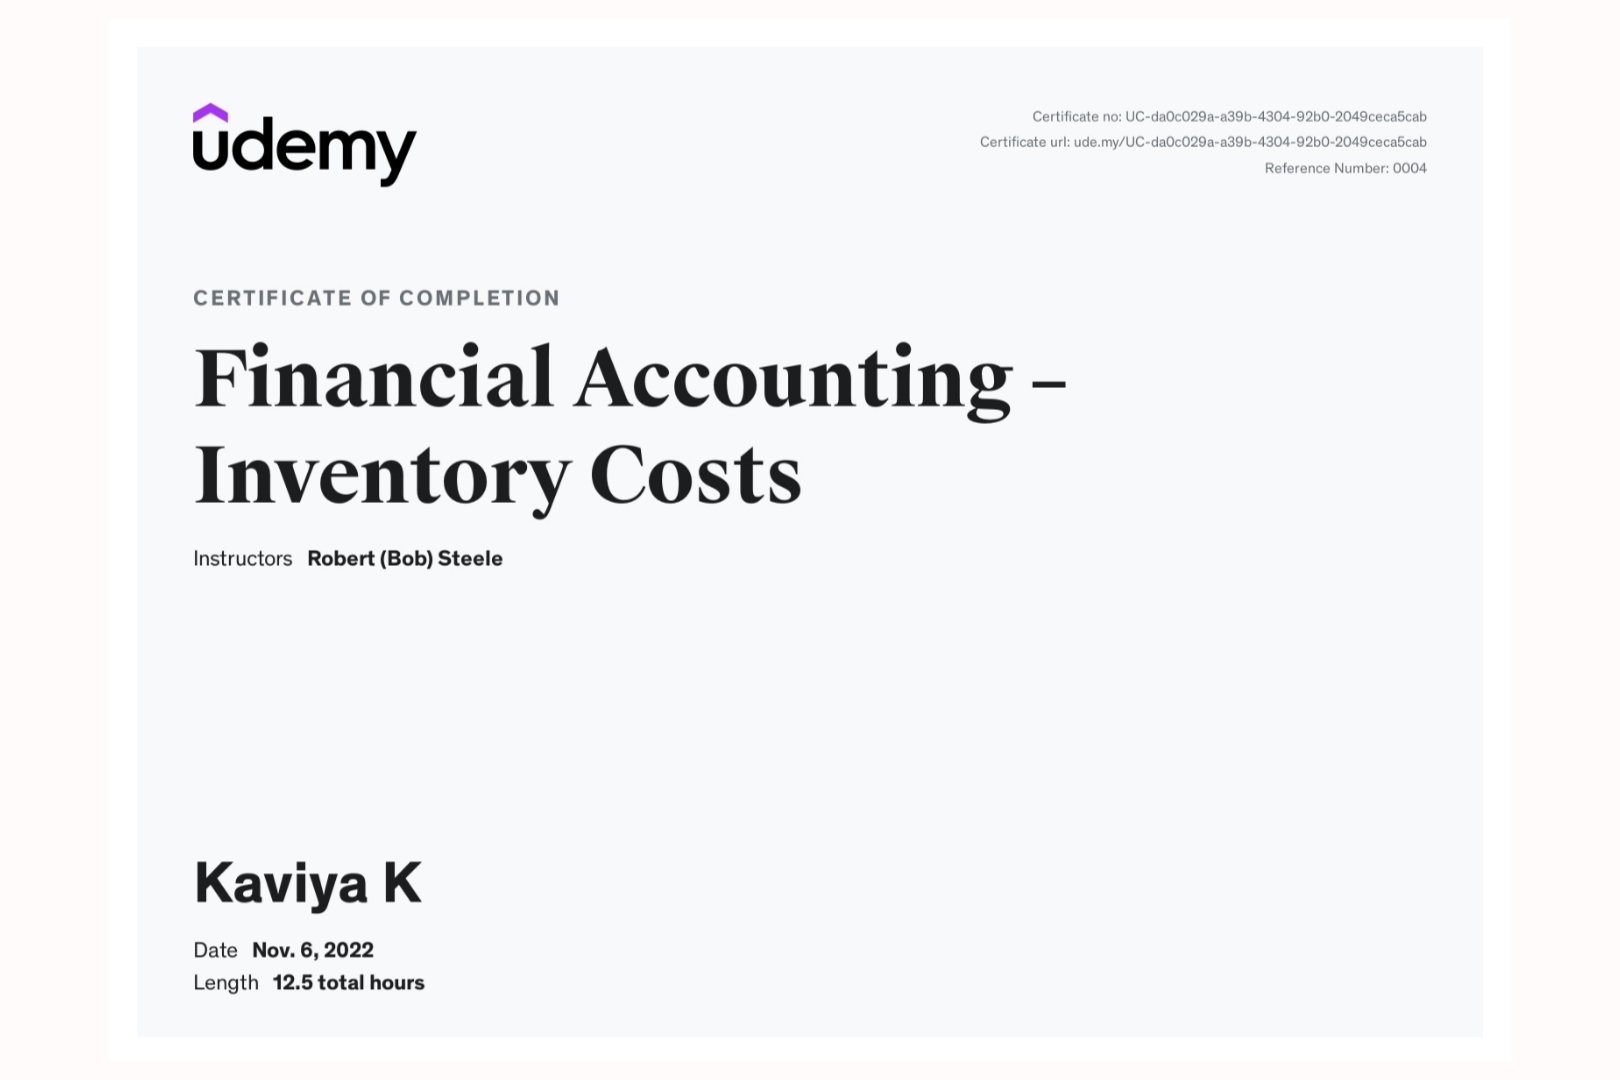 udemy
Certificate no: UC-da0c029a-a39b-4304-92b0-2049ceca5cab
Certificate url: ude.my/UC-da0c029a-a39b-4304-92b0-2049ceca5cab
Reference Number: 0004
CERTIFICATE OF COMPLETION
Financial Accounting –
Inventory Costs
Instructors Robert (Bob) Steele
Kaviya K
Date Nov. 6, 2022
Length 12.5 total hours